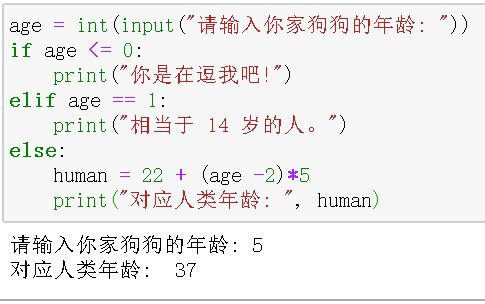 age = int(input("请输入你家狗狗的年龄: "))
if age <= 0:
    print("你是在逗我吧!")
elif age == 1:
    print("相当于 14 岁的人。")
else:
    human = 22 + (age -2)*5
    print("对应人类年龄: ", human)
请输入你家狗狗的年龄: 5
对应人类年龄:  37